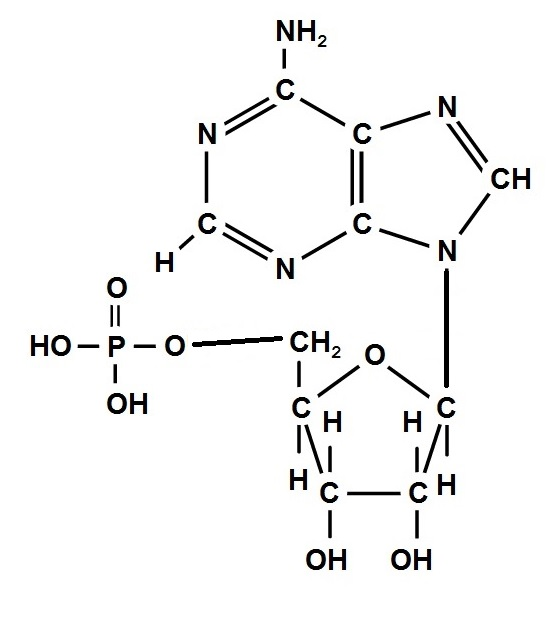 NH₂
C N
N C
CH
C C
H N N
O
HO P O CH₂ O
OH C H H C
H C C H
OH OH